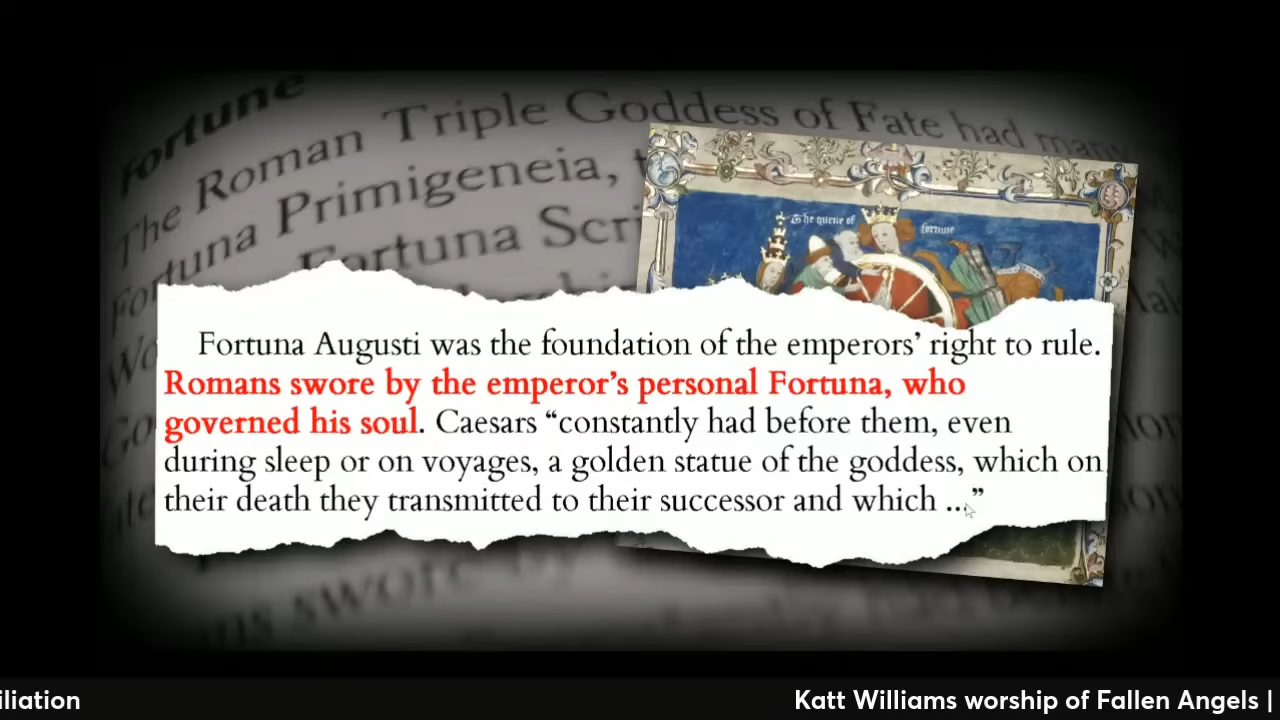 Fortune
The Roman Triple Goddess of Fate had many
Fortuna Primigeneia,
Fortuna Scri
The quene of fortune
Fortuna Augusti was the foundation of the emperors’ right to rule.
Romans swore by the emperor’s personal Fortuna, who
governed his soul. Caesars “constantly had before them, even
during sleep or on voyages, a golden statue of the goddess, which on
their death they transmitted to their successor and which ...”
swore by
iliation Katt Williams worship of Fallen Angels |